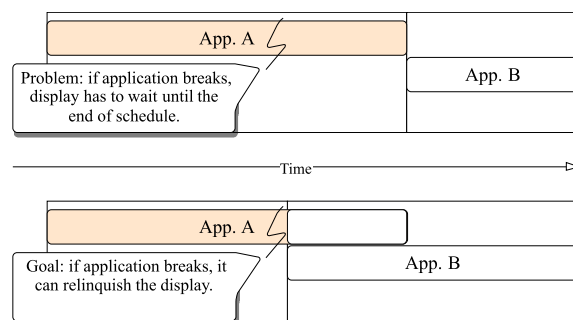 App. A
App. B
Problem: if application breaks,
display has to wait until the
end of schedule.
Time
App. A
App. B
Goal: if application breaks, it
can relinquish the display.